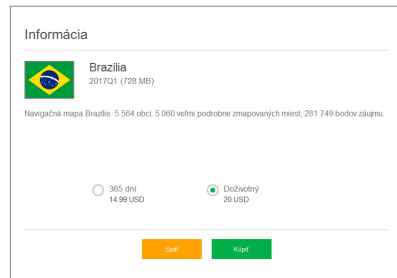 Informácia
Brazília
2017Q1 (728 MB)
Navigačná mapa Brazílie. 5 564 obcí, 5 060 veľmi podrobne zmapovaných miest, 281 749 bodov záujmu.
365 dní
14.99 USD
Doživotný
20 USD
Späť
Kúpiť